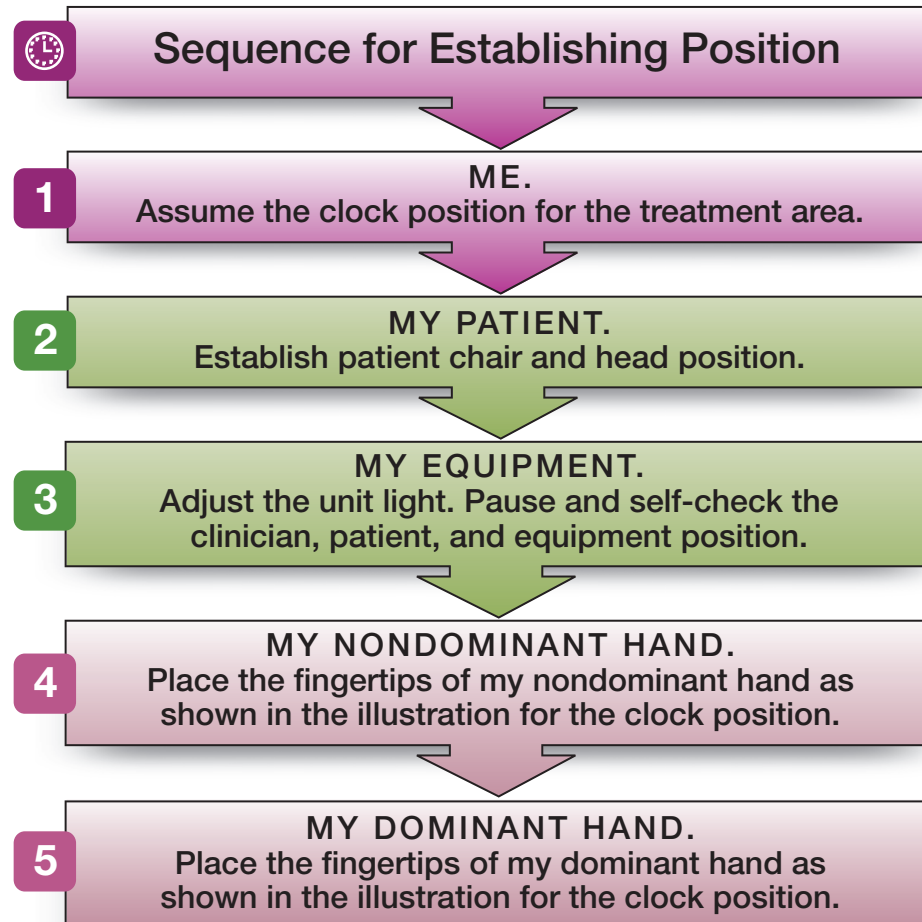 Sequence for Establishing Position
1
ME.
Assume the clock position for the treatment area.
2
MY PATIENT.
Establish patient chair and head position.
3
MY EQUIPMENT.
Adjust the unit light. Pause and self-check the
clinician, patient, and equipment position.
4
MY NONDOMINANT HAND.
Place the fingertips of my nondominant hand as
shown in the illustration for the clock position.
5
MY DOMINANT HAND.
Place the fingertips of my dominant hand as
shown in the illustration for the clock position.